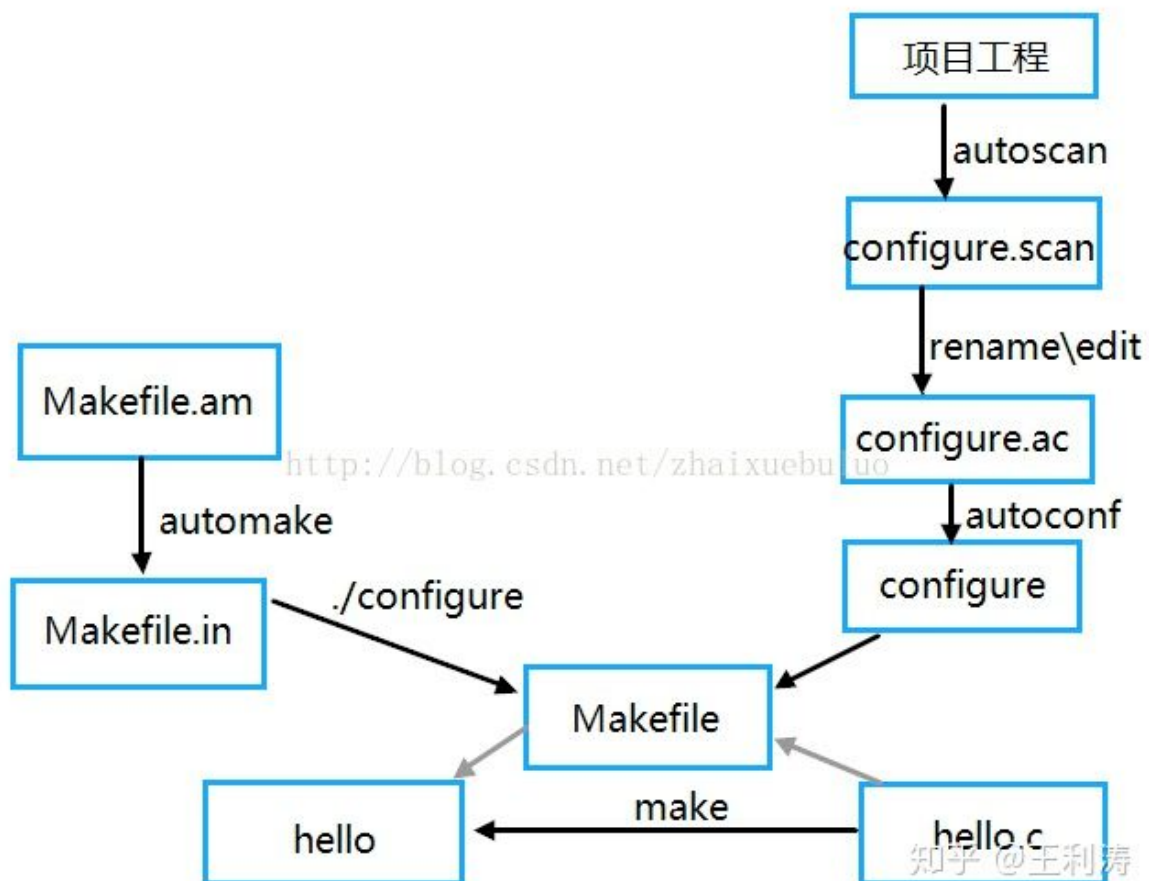 项目工程
autoscan
configure.scan
rename\edit
Makefile.am
configure.ac
http://blog.csdn.net/zhaixuebuluo
automake
autoconf
configure
./configure
Makefile.in
Makefile
make
hello
hello.c
知乎 @王利涛